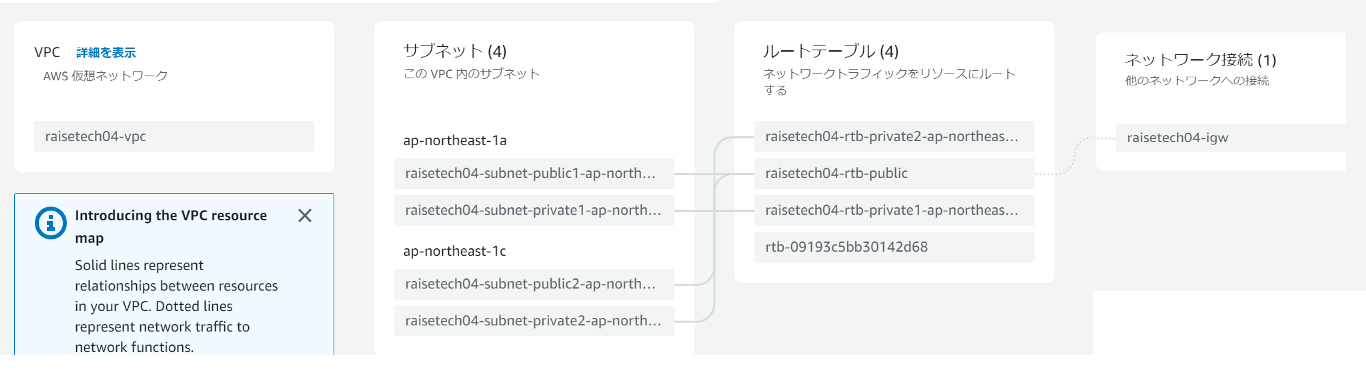 VPC 詳細を表示
AWS 仮想ネットワーク
raisetech04-vpc
Introducing the VPC resource
map
Solid lines represent
relationships between resources
in your VPC. Dotted lines
represent network traffic to
network functions.
サブネット (4)
この VPC 内のサブネット
ap-northeast-1a
raisetech04-subnet-public1-ap-north…
raisetech04-subnet-private1-ap-north…
ap-northeast-1c
raisetech04-subnet-public2-ap-north…
raisetech04-subnet-private2-ap-north…
ルートテーブル (4)
ネットワークトラフィックをリソースにルート
する
raisetech04-rtb-private2-ap-northeas…
raisetech04-rtb-public
raisetech04-rtb-private1-ap-northeas…
rtb-09193c5bb30142d68
ネットワーク接続 (1)
他のネットワークへの接続
raisetech04-igw